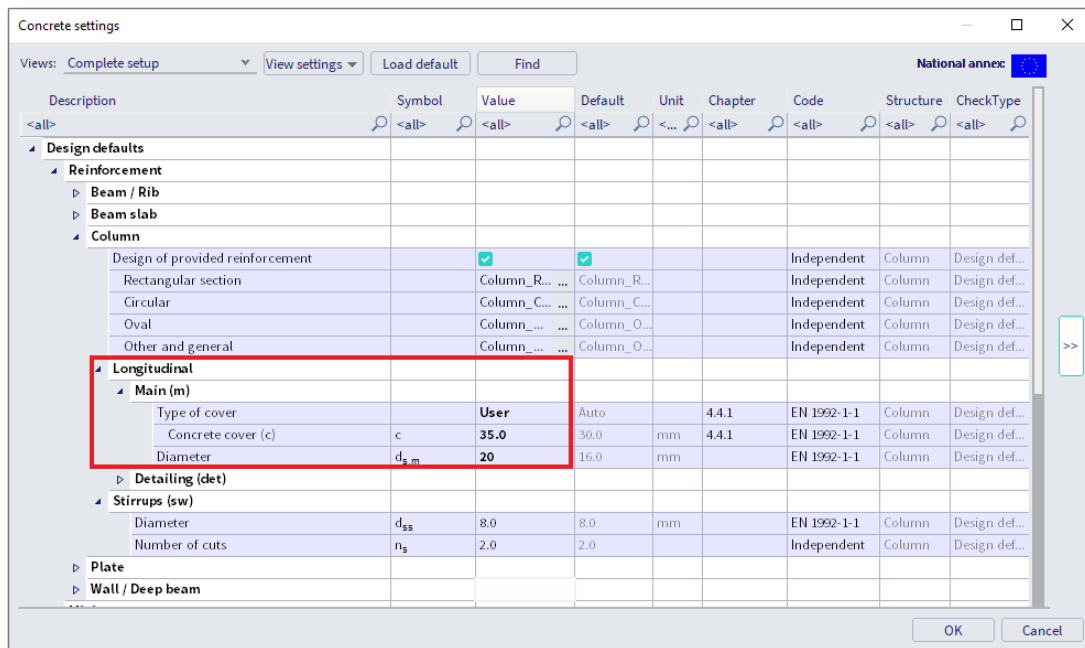 Concrete settings
Views: Complete setup View settings Load default Find National annex:
Description Symbol Value Default Unit Chapter Code Structure CheckType
<all> <all> <all> <all> <... <all> <all> <all> <all>
Design defaults
Reinforcement
Beam / Rib
Beam slab
Column
Design of provided reinforcement Independent Column Design def...
Rectangular section Column_R... ... Column_R... Independent Column Design def...
Circular Column_C... ... Column_C... Independent Column Design def...
Oval Column_... ... Column_O... Independent Column Design def...
Other and general Column_... ... Column_O... Independent Column Design def...
Longitudinal
Main (m)
Type of cover User Auto 4.4.1 EN 1992-1-1 Column Design def...
Concrete cover (c) c 35.0 30.0 mm 4.4.1 EN 1992-1-1 Column Design def...
Diameter ds,m 20 16.0 mm EN 1992-1-1 Column Design def...
Detailing (det)
Stirrups (sw)
Diameter dss 8.0 8.0 mm EN 1992-1-1 Column Design def...
Number of cuts ns 2.0 2.0 Independent Column Design def...
Plate
Wall / Deep beam
>>
OK Cancel